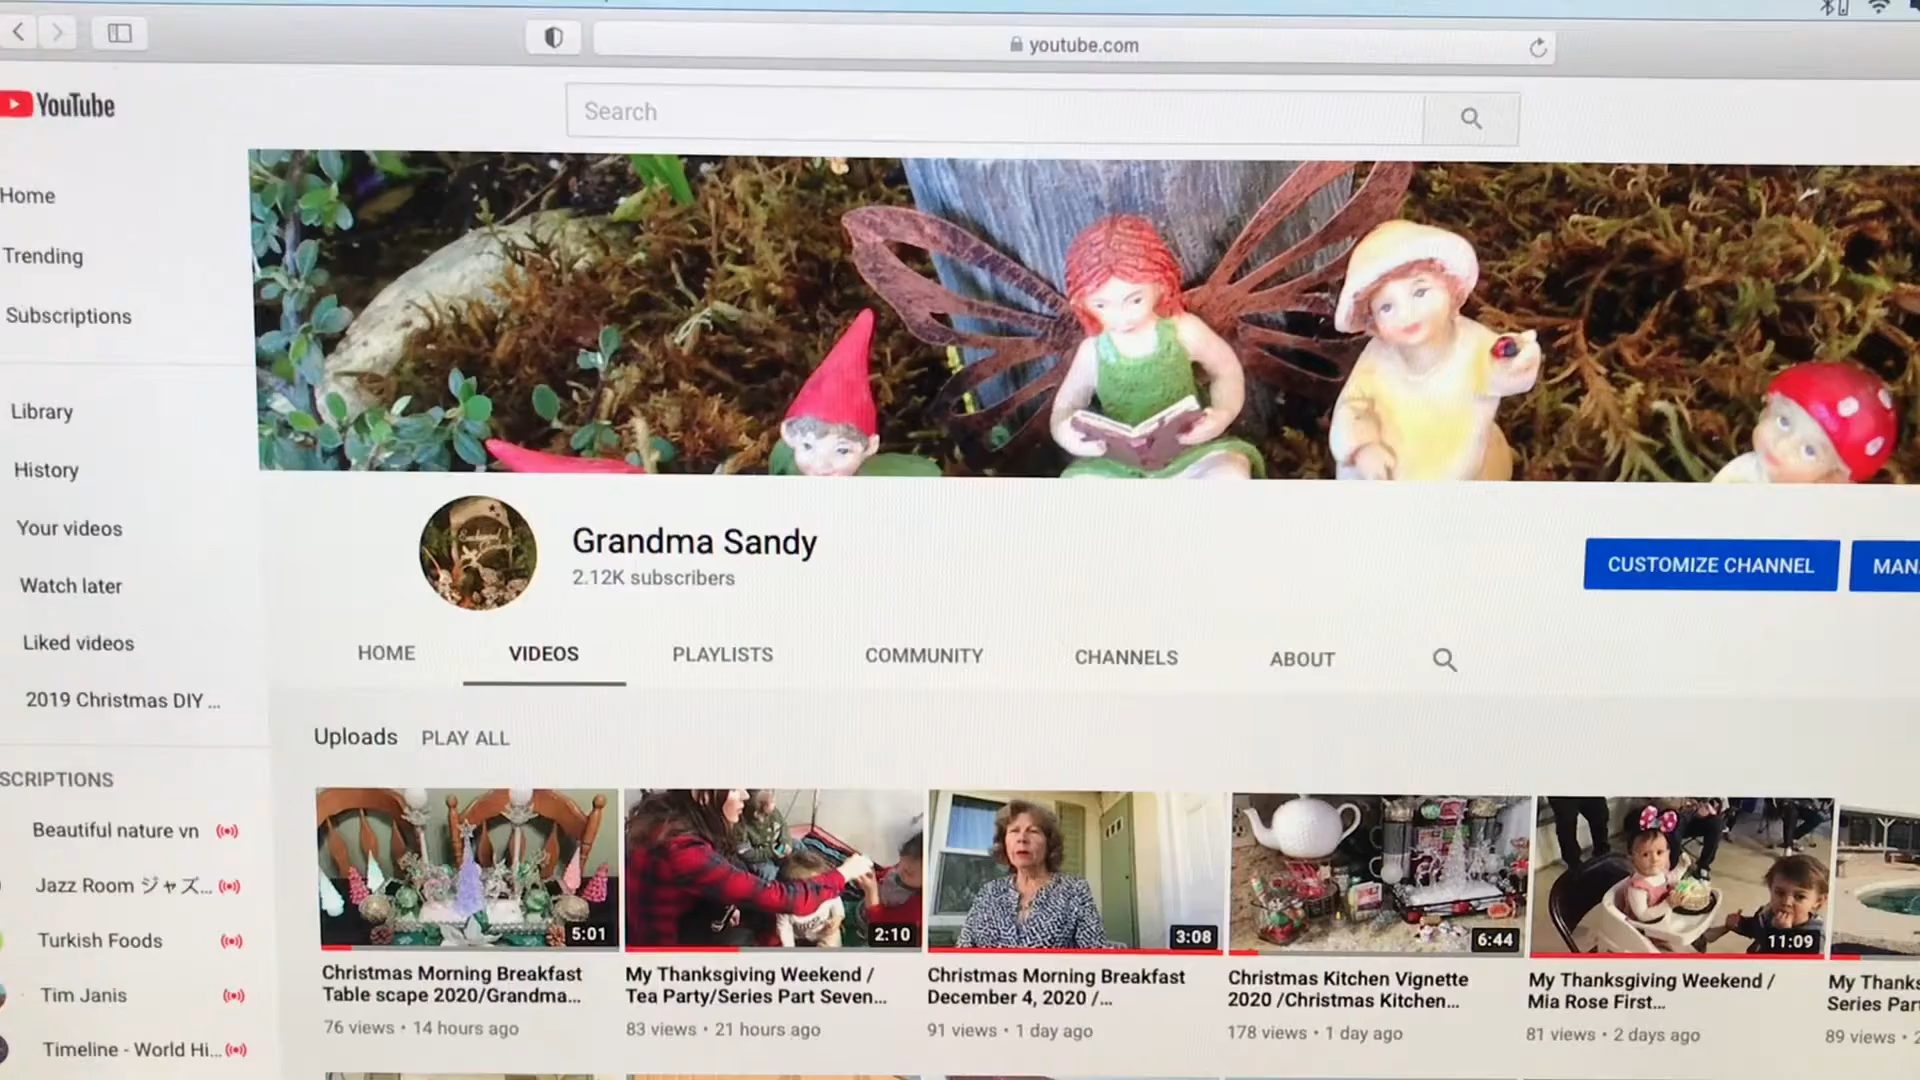 youtube.com
YouTube
Search
Home
Trending
Subscriptions
Library
History
Your videos
Watch later
Liked videos
2019 Christmas DIY ...
SCRIPTIONS
Beautiful nature vn
Jazz Room ジャズ...
Turkish Foods
Tim Janis
Timeline - World Hi...
Grandma Sandy
2.12K subscribers
CUSTOMIZE CHANNEL
MAN
HOME
VIDEOS
PLAYLISTS
COMMUNITY
CHANNELS
ABOUT
Uploads
PLAY ALL
5:01
Christmas Morning Breakfast
Table scape 2020/Grandma...
76 views • 14 hours ago
2:10
My Thanksgiving Weekend /
Tea Party/Series Part Seven...
83 views • 21 hours ago
3:08
Christmas Morning Breakfast
December 4, 2020 /...
91 views • 1 day ago
6:44
Christmas Kitchen Vignette
2020 /Christmas Kitchen...
178 views • 1 day ago
11:09
My Thanksgiving Weekend /
Mia Rose First...
81 views • 2 days ago
My Thanks
Series Par
89 views • 2